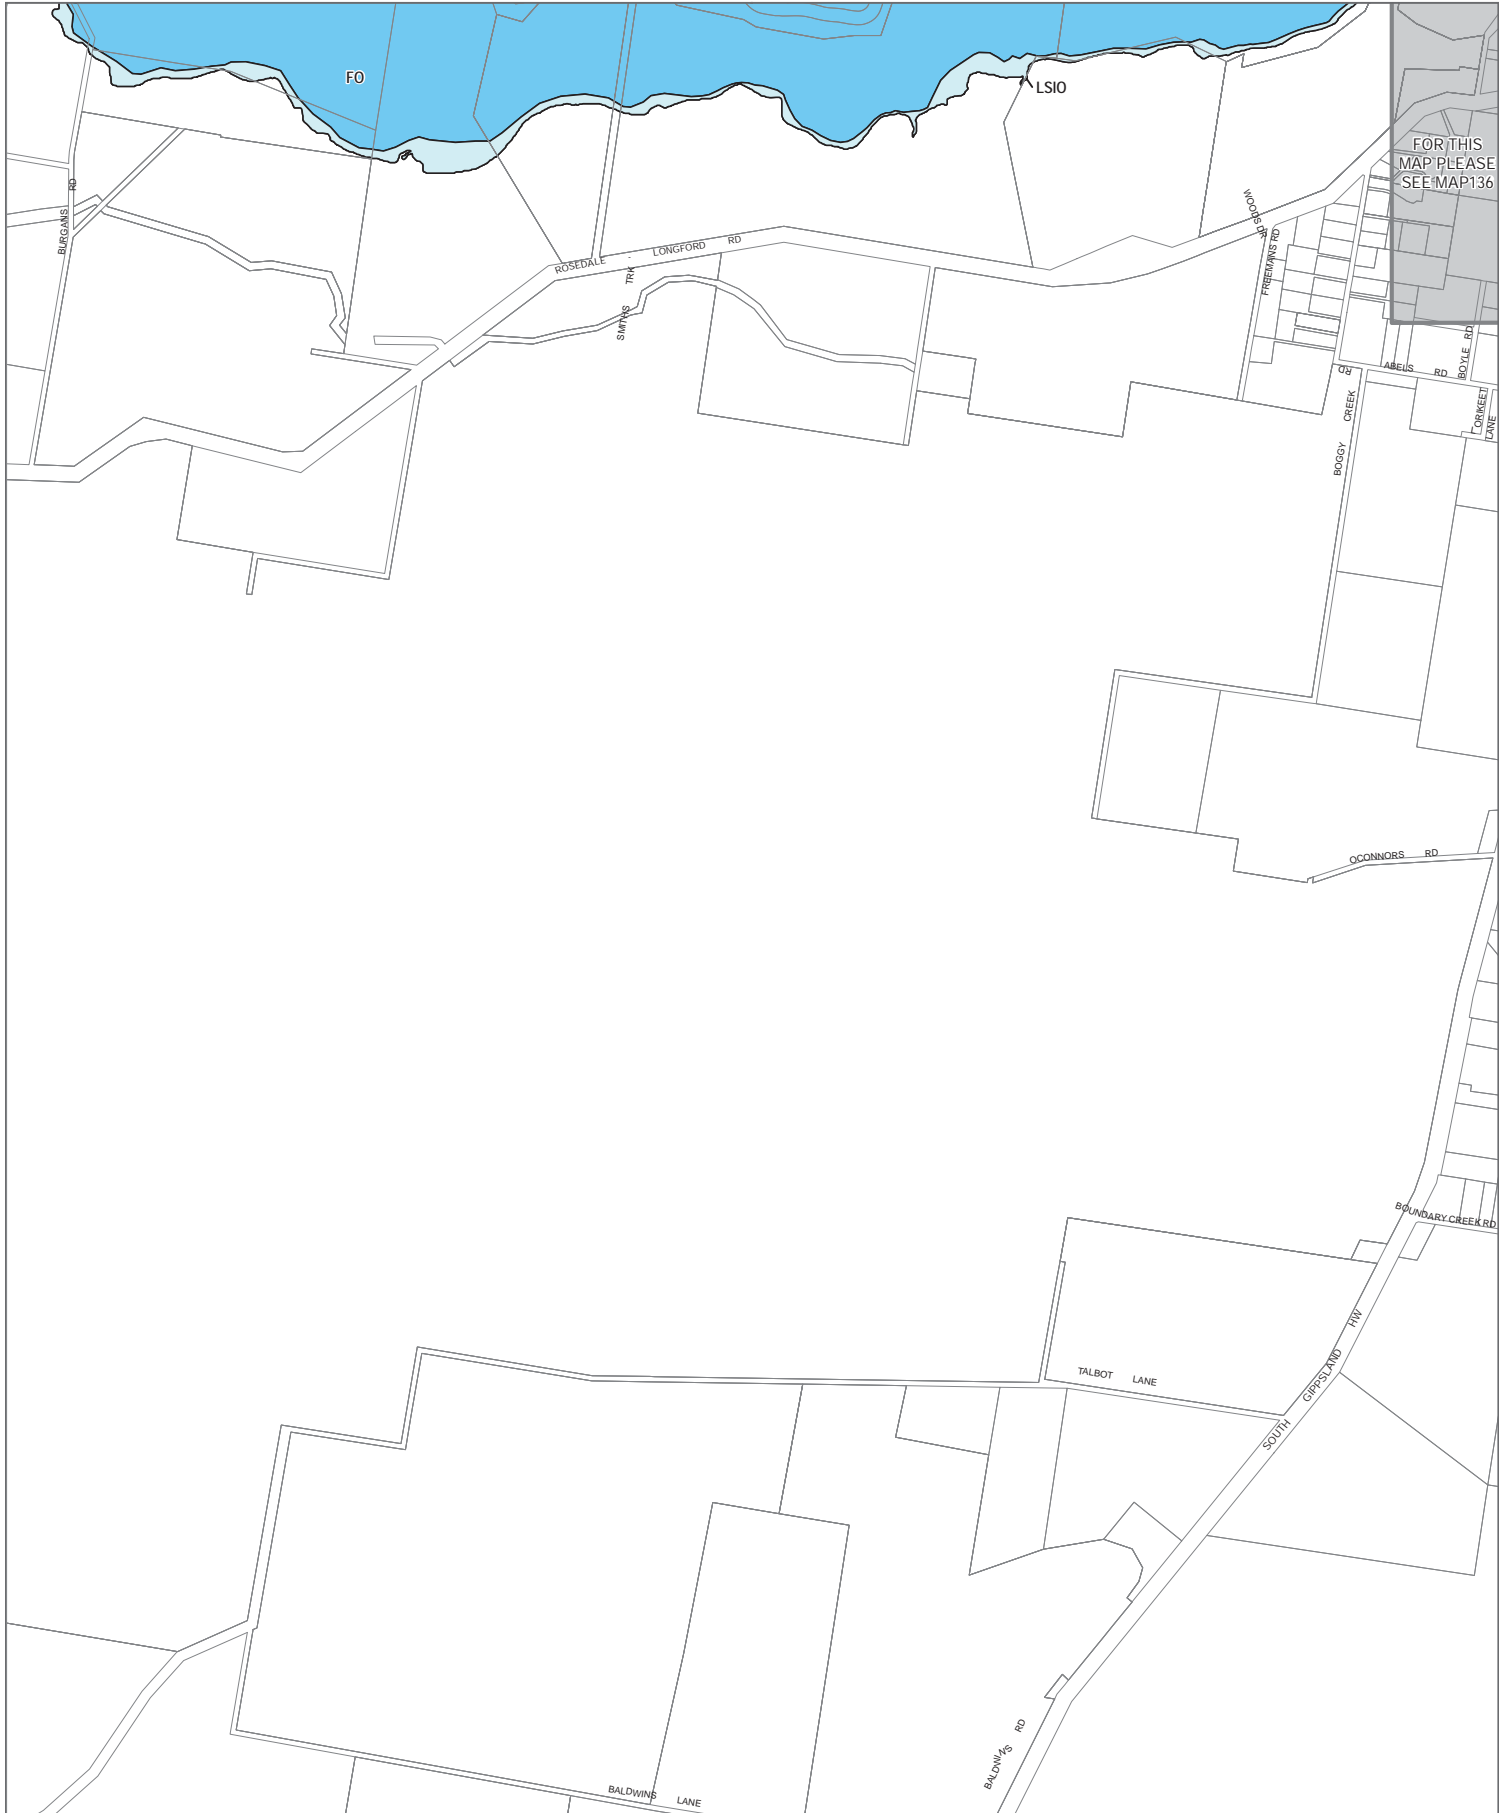 FO
LSIO
FOR THIS
MAP PLEASE
SEE MAP136
BURGANS RD
ROSEDALE LONGFORD RD
SMITHS TRK
WOODS DR
FREEMANS RD
BOGGY CREEK RD
ABELS RD
BOYLE RD
LORIKEET
LANE
OCONNORS RD
BOUNDARY CREEK RD
SOUTH GIPPSLAND HW
TALBOT LANE
BALDWINS RD
BALDWINS LANE